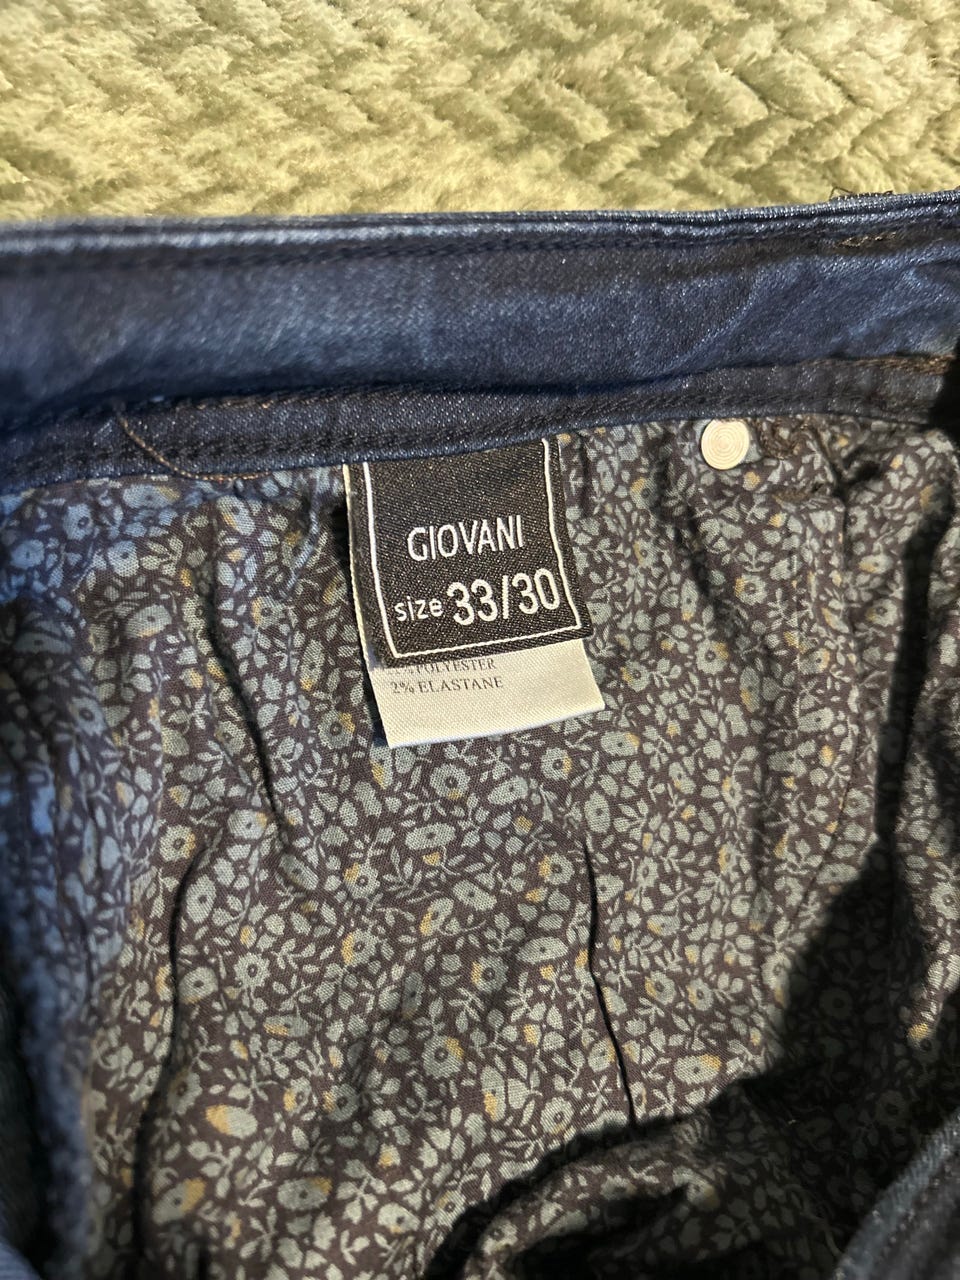 GIOVANI
size 33/30
POLYESTER
2% ELASTANE